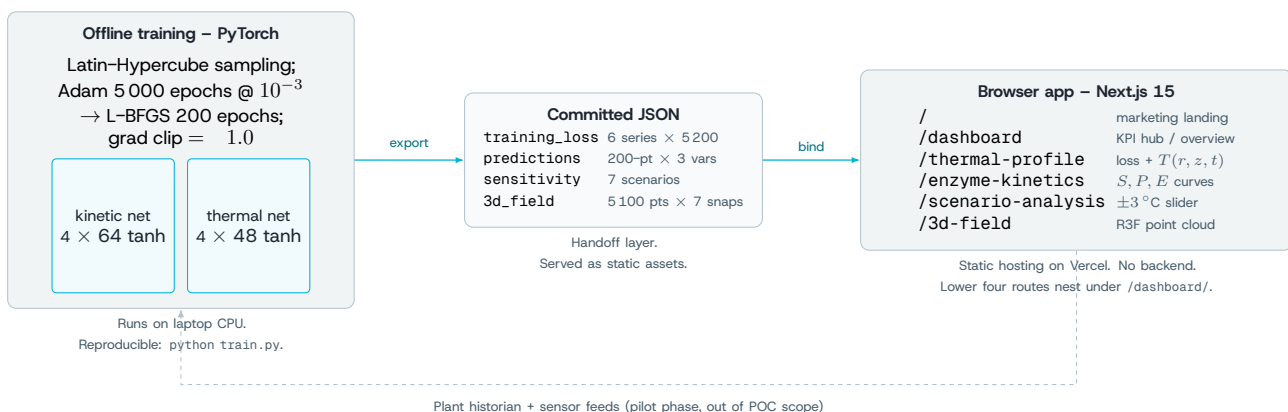 Offline training – PyTorch
Latin-Hypercube sampling;
Adam 5 000 epochs @ 10⁻³
→ L-BFGS 200 epochs;
grad clip = 1.0
kinetic net
4 × 64 tanh
thermal net
4 × 48 tanh
Runs on laptop CPU.
Reproducible: python train.py.
export
Committed JSON
training_loss 6 series × 5 200
predictions 200-pt × 3 vars
sensitivity 7 scenarios
3d_field 5 100 pts × 7 snaps
Handoff layer.
Served as static assets.
bind
Browser app – Next.js 15
/ marketing landing
/dashboard KPI hub / overview
/thermal-profile loss + T(r, z, t)
/enzyme-kinetics S, P, E curves
/scenario-analysis ±3 °C slider
/3d-field R3F point cloud
Static hosting on Vercel. No backend.
Lower four routes nest under /dashboard/.
Plant historian + sensor feeds (pilot phase, out of POC scope)